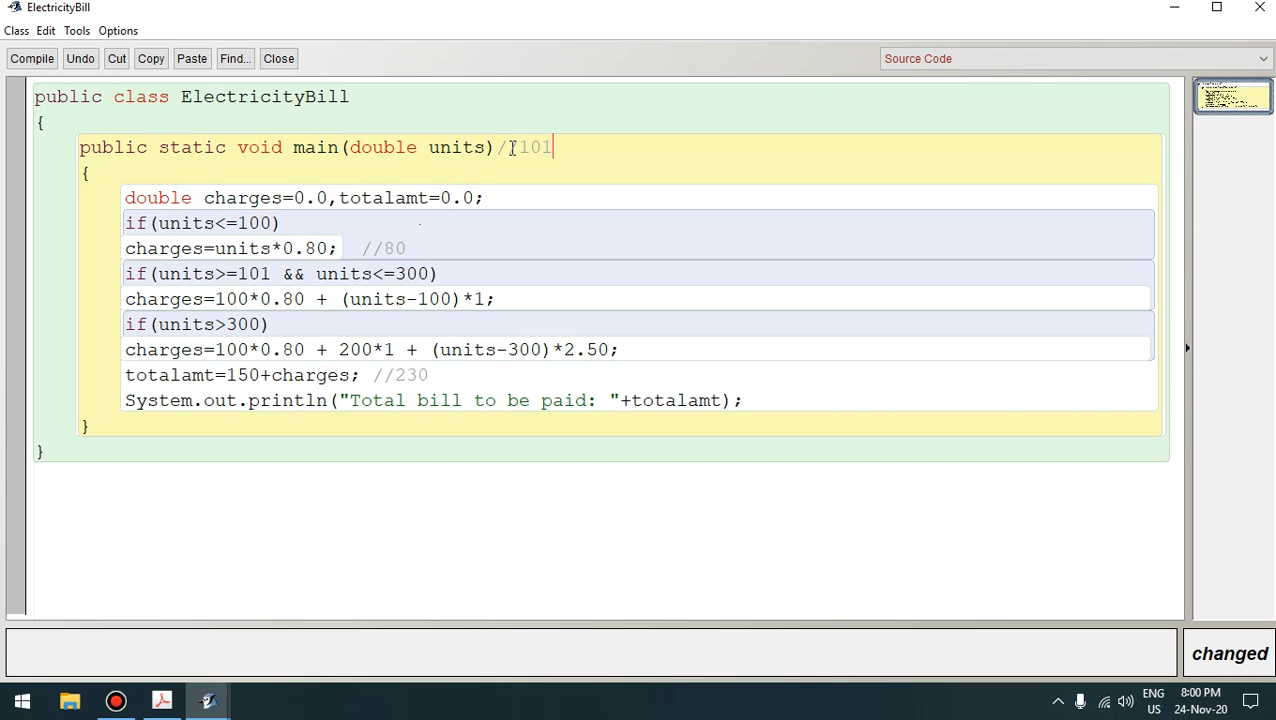 ElectricityBill
Class Edit Tools Options
Compile Undo Cut Copy Paste Find... Close Source Code
public class ElectricityBill
{
public static void main(double units)//101
{
double charges=0.0,totalamt=0.0;
if(units<=100)
charges=units*0.80; //80
if(units>=101 && units<=300)
charges=100*0.80 + (units-100)*1;
if(units>300)
charges=100*0.80 + 200*1 + (units-300)*2.50;
totalamt=150+charges; //230
System.out.println("Total bill to be paid: "+totalamt);
}
}
changed
ENG 8:00 PM
US 24-Nov-20